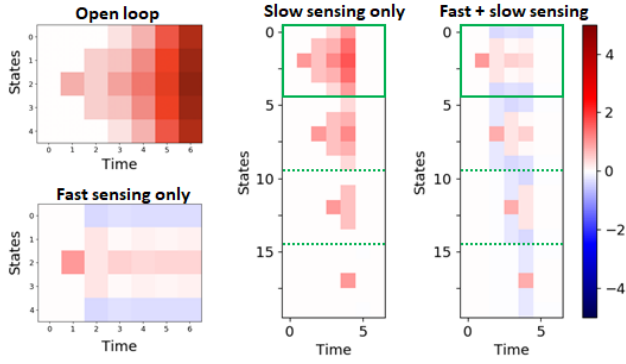 Open loop
States
0
1
2
3
4
0 1 2 3 4 5 6
Time
Fast sensing only
States
0
1
2
3
4
0 1 2 3 4 5 6
Time
Slow sensing only
States
0
5
10
15
0 5
Time
Fast + slow sensing
States
0
5
10
15
0 5
Time
4
2
0
−2
−4